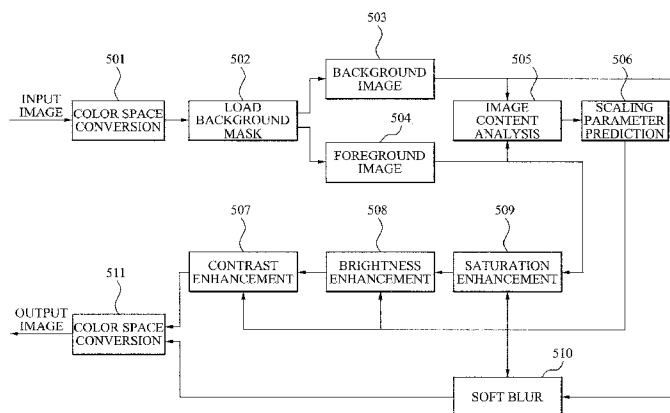 503
501
502
505
506
INPUT
IMAGE
COLOR SPACE
CONVERSION
LOAD
BACKGROUND
MASK
BACKGROUND
IMAGE
504
FOREGROUND
IMAGE
IMAGE
CONTENT
ANALYSIS
SCALING
PARAMETER
PREDICTION
507
508
509
CONTRAST
ENHANCEMENT
BRIGHTNESS
ENHANCEMENT
SATURATION
ENHANCEMENT
511
OUTPUT
IMAGE
COLOR SPACE
CONVERSION
510
SOFT BLUR